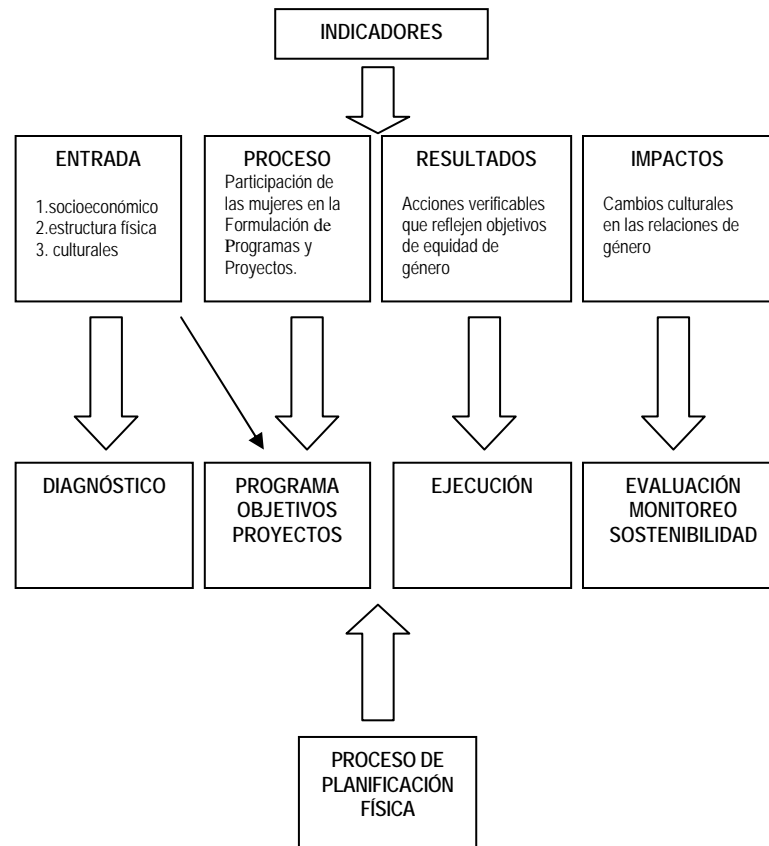 INDICADORES
ENTRADA
1.socioeconómico
2.estructura física
3. culturales
PROCESO
Participación de
las mujeres en la
Formulación de
Programas y
Proyectos.
RESULTADOS
Acciones verificables
que reflejen objetivos
de equidad de
género
IMPACTOS
Cambios culturales
en las relaciones de
género
DIAGNÓSTICO
PROGRAMA
OBJETIVOS
PROYECTOS
EJECUCIÓN
EVALUACIÓN
MONITOREO
SOSTENIBILIDAD
PROCESO DE
PLANIFICACIÓN
FÍSICA